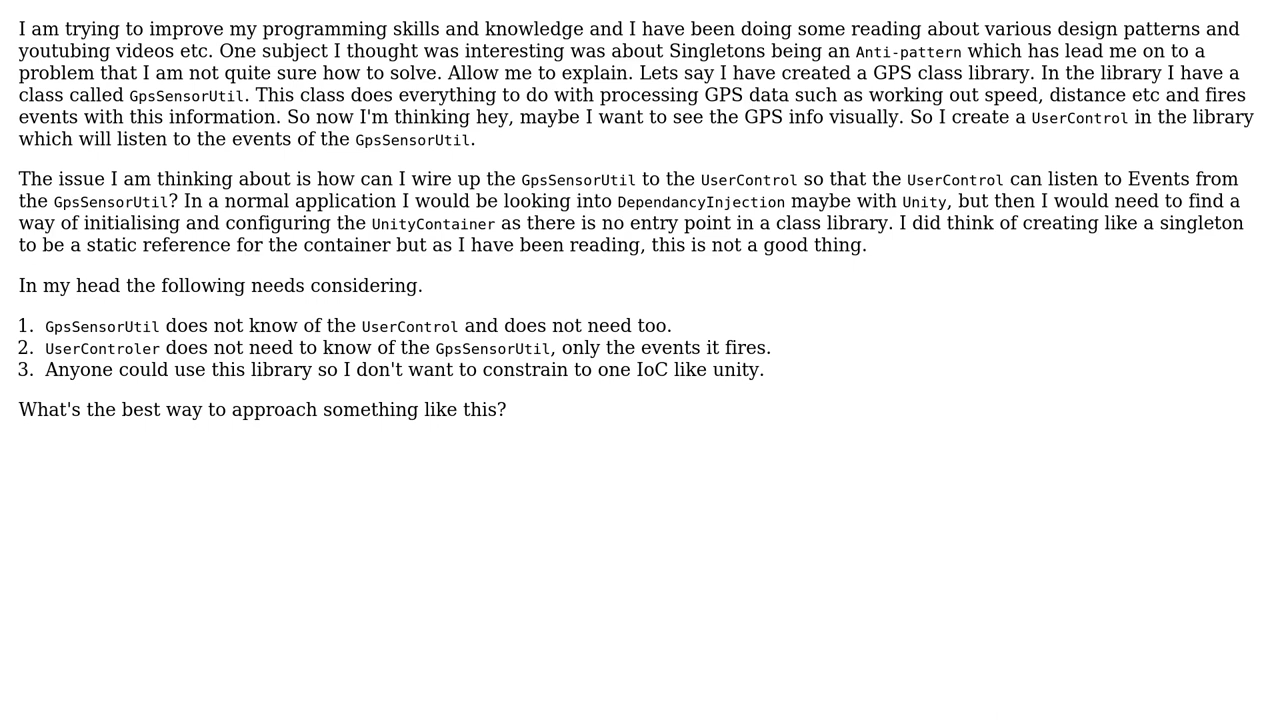 I am trying to improve my programming skills and knowledge and I have been doing some reading about various design patterns and
youtubing videos etc. One subject I thought was interesting was about Singletons being an Anti-pattern which has lead me on to a
problem that I am not quite sure how to solve. Allow me to explain. Lets say I have created a GPS class library. In the library I have a
class called GpsSensorUtil. This class does everything to do with processing GPS data such as working out speed, distance etc and fires
events with this information. So now I'm thinking hey, maybe I want to see the GPS info visually. So I create a UserControl in the library
which will listen to the events of the GpsSensorUtil.
The issue I am thinking about is how can I wire up the GpsSensorUtil to the UserControl so that the UserControl can listen to Events from
the GpsSensorUtil? In a normal application I would be looking into DependancyInjection maybe with Unity, but then I would need to find a
way of initialising and configuring the UnityContainer as there is no entry point in a class library. I did think of creating like a singleton
to be a static reference for the container but as I have been reading, this is not a good thing.
In my head the following needs considering.
1. GpsSensorUtil does not know of the UserControl and does not need too.
2. UserControler does not need to know of the GpsSensorUtil, only the events it fires.
3. Anyone could use this library so I don't want to constrain to one IoC like unity.
What's the best way to approach something like this?